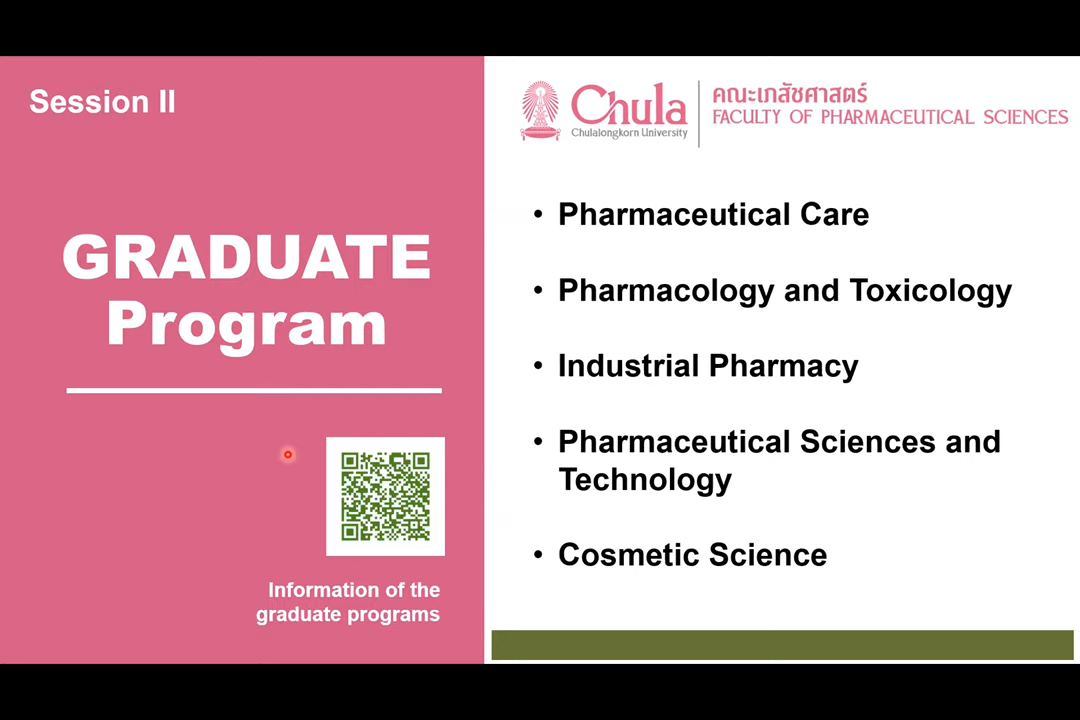 Session II
GRADUATE
Program
Information of the
graduate programs
Chula
Chulalongkorn University
คณะเภสัชศาสตร์
FACULTY OF PHARMACEUTICAL SCIENCES
• Pharmaceutical Care
• Pharmacology and Toxicology
• Industrial Pharmacy
• Pharmaceutical Sciences and
Technology
• Cosmetic Science